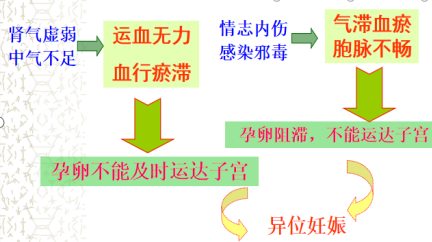 肾气虚弱
中气不足
运血无力
血行瘀滞
情志内伤
感染邪毒
气滞血瘀
胞脉不畅
孕卵阻滞，不能运达子宫
孕卵不能及时运达子宫
异位妊娠